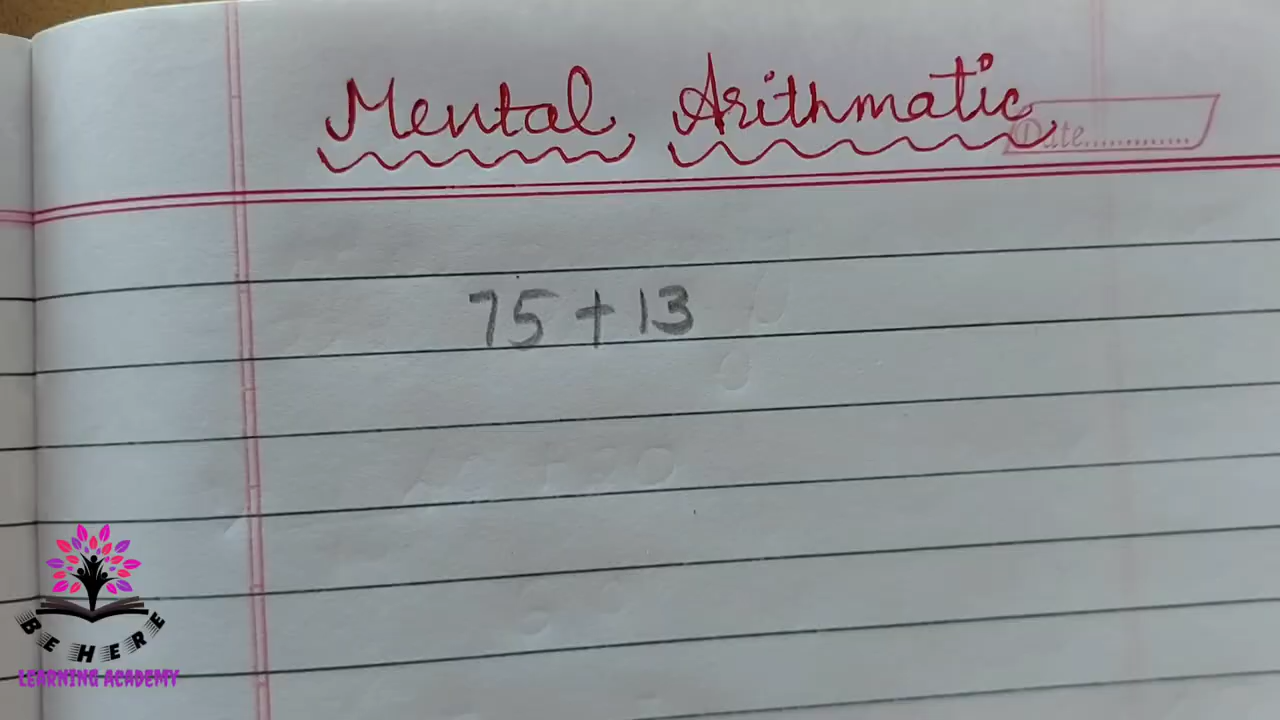 Mental Arithmatic
Date..............
75 + 13
BE HERE
LEARNING ACADEMY